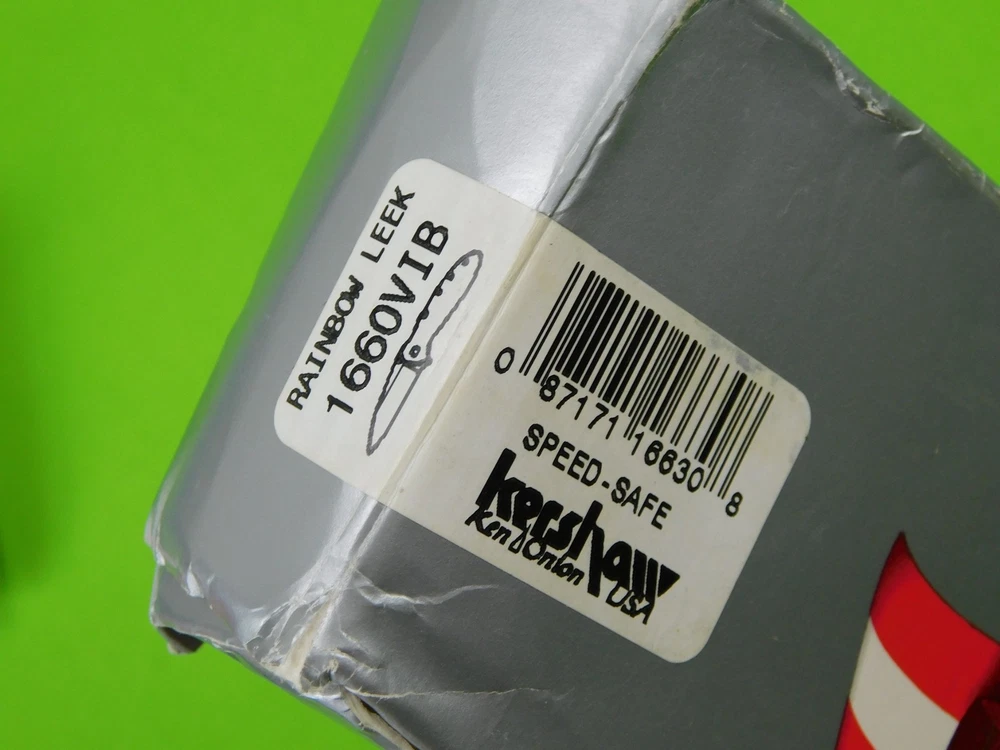 RAINBOW LEEK
1660VIB
0 87171 16630 8
SPEED-SAFE
kershaw
Ken Onion
USA